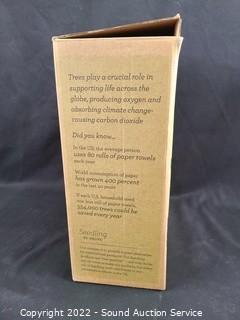 Trees play a crucial role in
supporting life across the
globe, producing oxygen and
absorbing climate change-
causing carbon dioxide
Did you know...
In the US, the average person
uses 80 rolls of paper towels
each year
World consumption of paper
has grown 400 percent
in the last 40 years
If each U.S. household used
one less roll of paper towels,
554,000 trees could be
saved every year
Seedling
BY GROVE
Copyright 2022 - Sound Auction Service